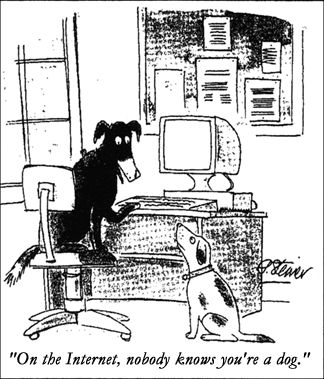 P. Steiner
"On the Internet, nobody knows you're a dog."